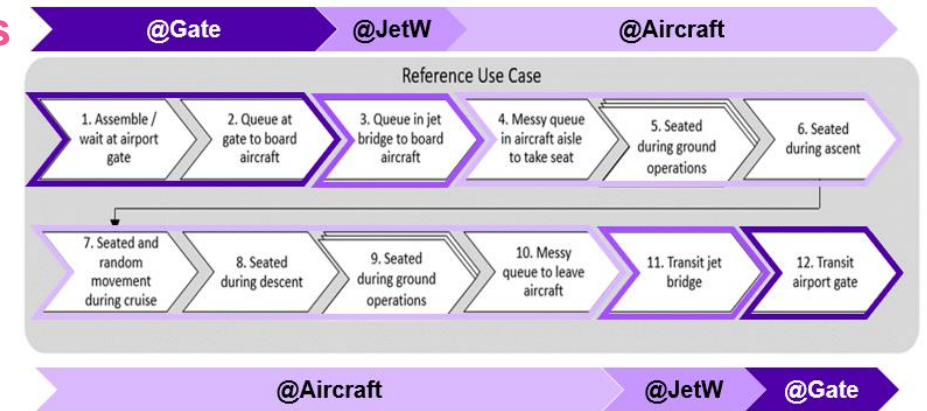 s
@Gate
@JetW
@Aircraft
Reference Use Case
1. Assemble /
wait at airport
gate
2. Queue at
gate to board
aircraft
3. Queue in jet
bridge to board
aircraft
4. Messy queue
in aircraft aisle
to take seat
5. Seated
during ground
operations
6. Seated
during ascent
7. Seated and
random
movement
during cruise
8. Seated
during descent
9. Seated
during ground
operations
10. Messy
queue to leave
aircraft
11. Transit jet
bridge
12. Transit
airport gate
@Aircraft
@JetW
@Gate